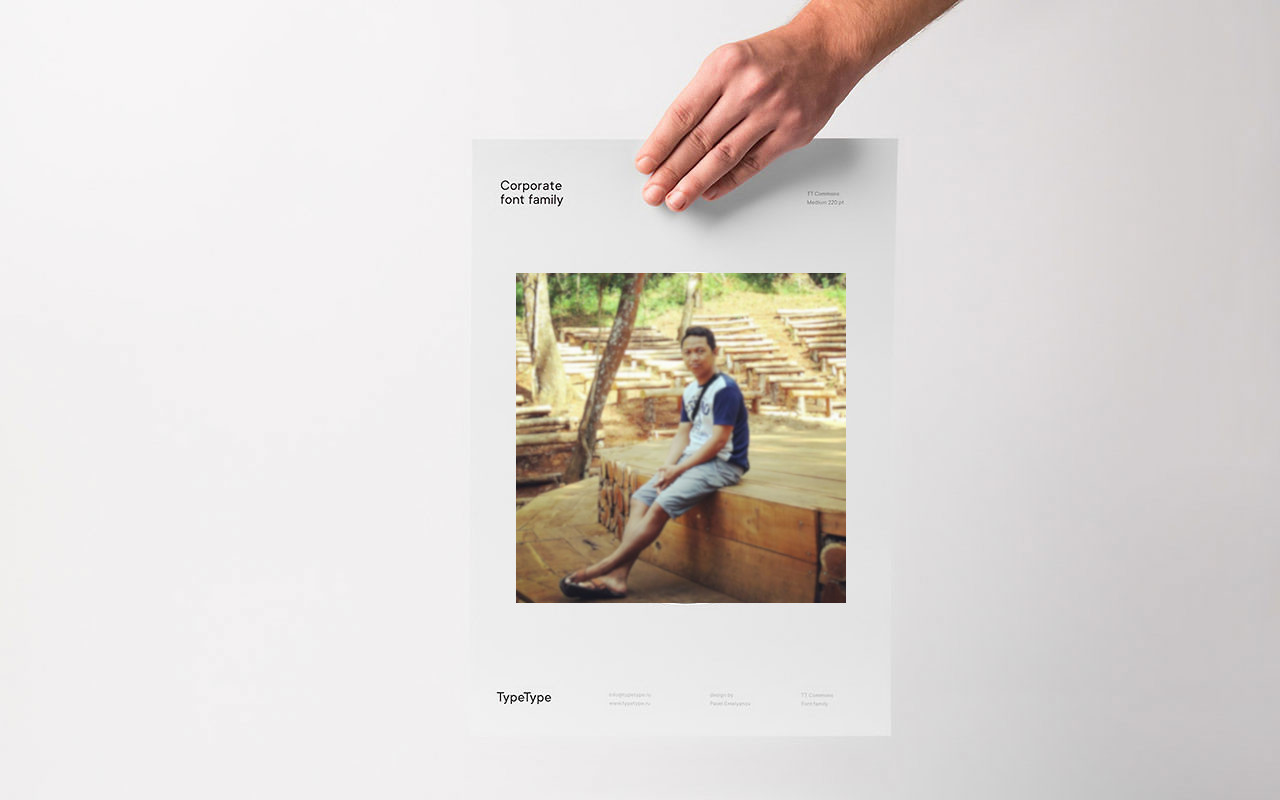 Corporate
font family
TT Commons
Medium 220 pt
TypeType
info@typetype.ru
www.typetype.ru
design by
Pavel Emelyanov
TT Commons
Font family